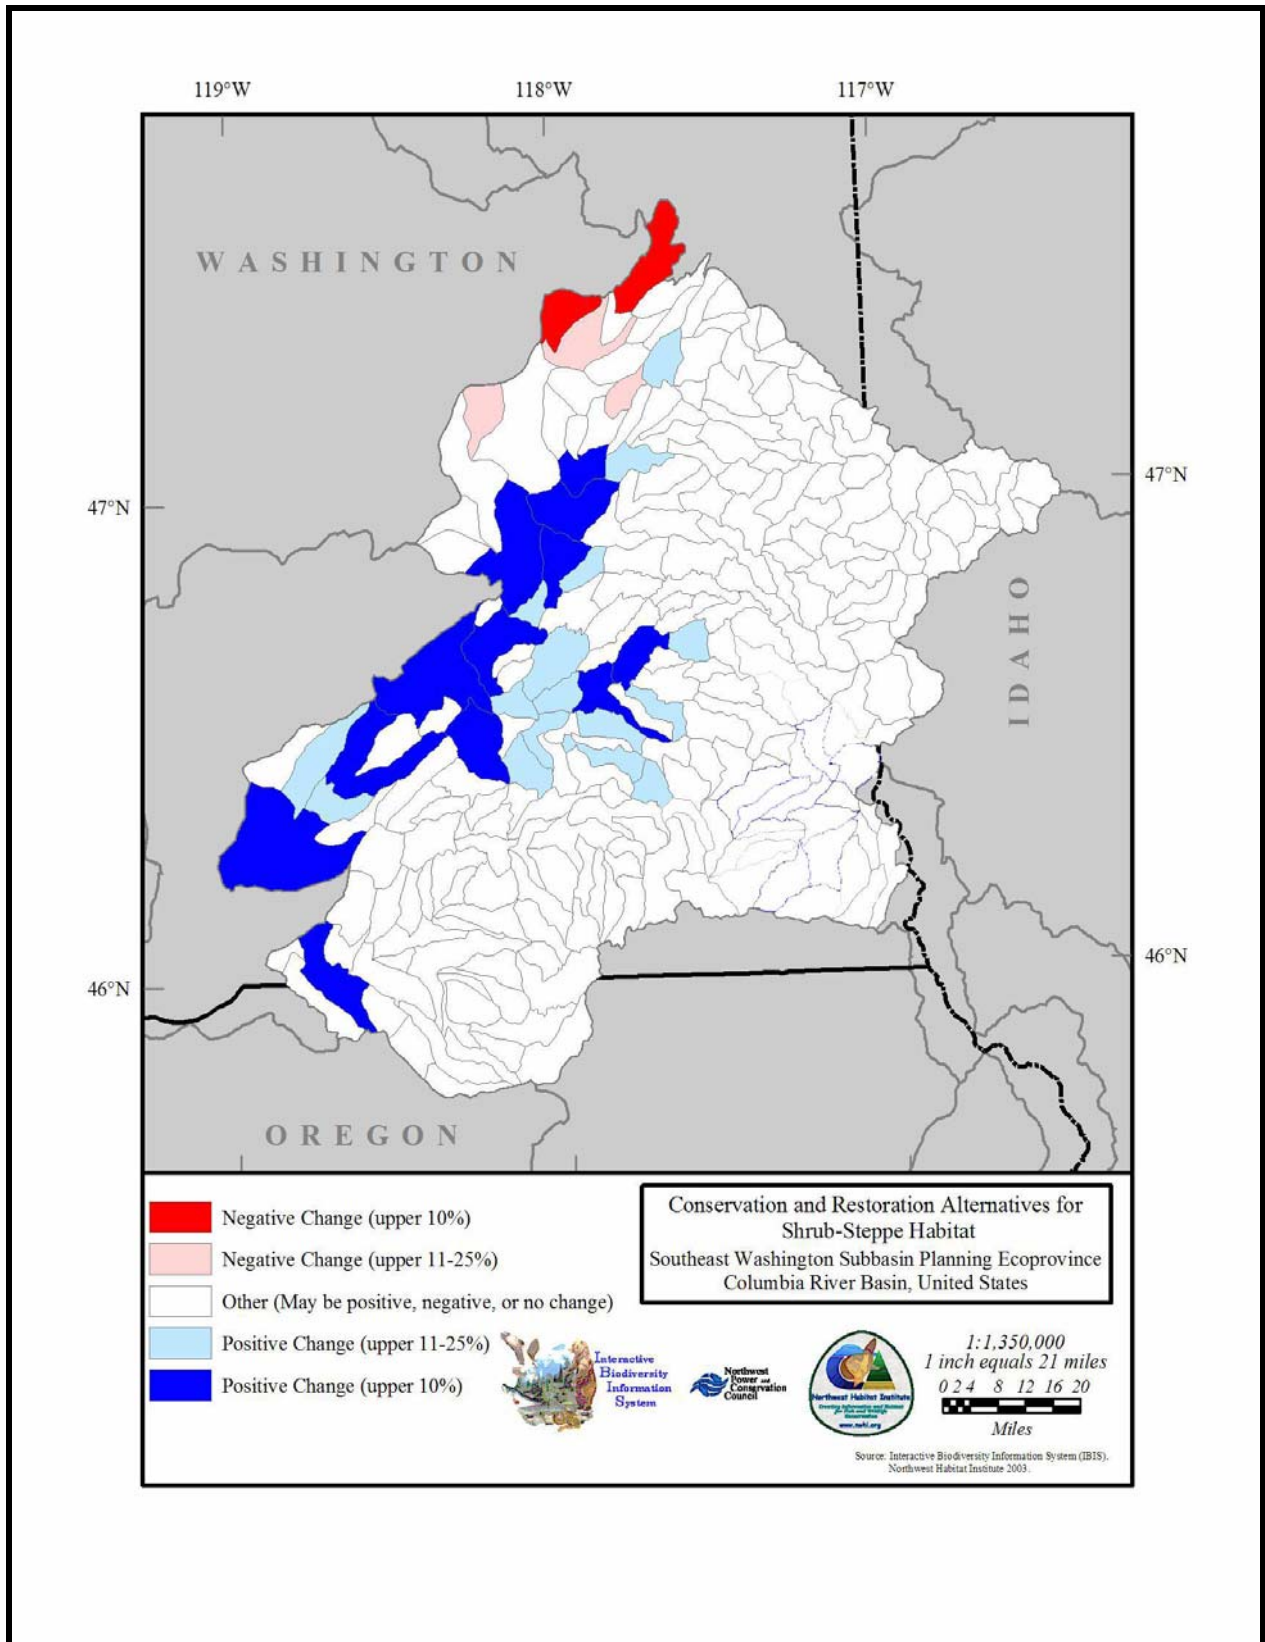 119°W 118°W 117°W
WASHINGTON
47°N
47°N
IDAHO
46°N
46°N
OREGON
Negative Change (upper 10%)
Negative Change (upper 11-25%)
Other (May be positive, negative, or no change)
Positive Change (upper 11-25%)
Positive Change (upper 10%)
Conservation and Restoration Alternatives for
Shrub-Steppe Habitat
Southeast Washington Subbasin Planning Ecoprovince
Columbia River Basin, United States
Interactive
Biodiversity
Information
System
Northwest
Power and
Conservation
Council
Northwest Habitat Institute
www.nwhi.org
1:1,350,000
1 inch equals 21 miles
0 2 4 8 12 16 20
Miles
Source: Interactive Biodiversity Information System (IBIS).
Northwest Habitat Institute 2003.